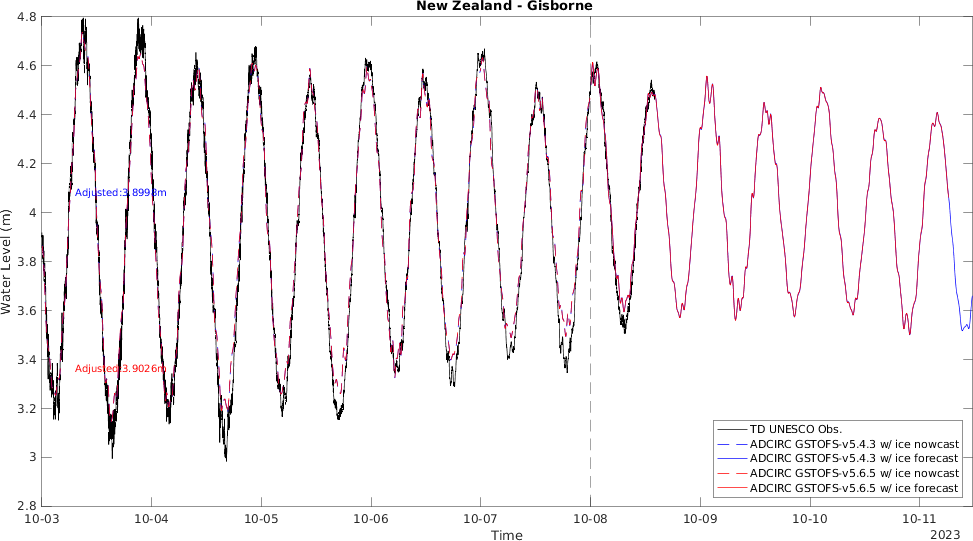 New Zealand - Gisborne
4.8
4.6
4.4
4.2
4
3.8
3.6
3.4
3.2
3
2.8
Water Level (m)
Adjusted:3.8998m
Adjusted:3.9026m
TD UNESCO Obs.
ADCIRC GSTOFS-v5.4.3 w/ ice nowcast
ADCIRC GSTOFS-v5.4.3 w/ ice forecast
ADCIRC GSTOFS-v5.6.5 w/ ice nowcast
ADCIRC GSTOFS-v5.6.5 w/ ice forecast
10-03 10-04 10-05 10-06 10-07 10-08 10-09 10-10 10-11
Time
2023